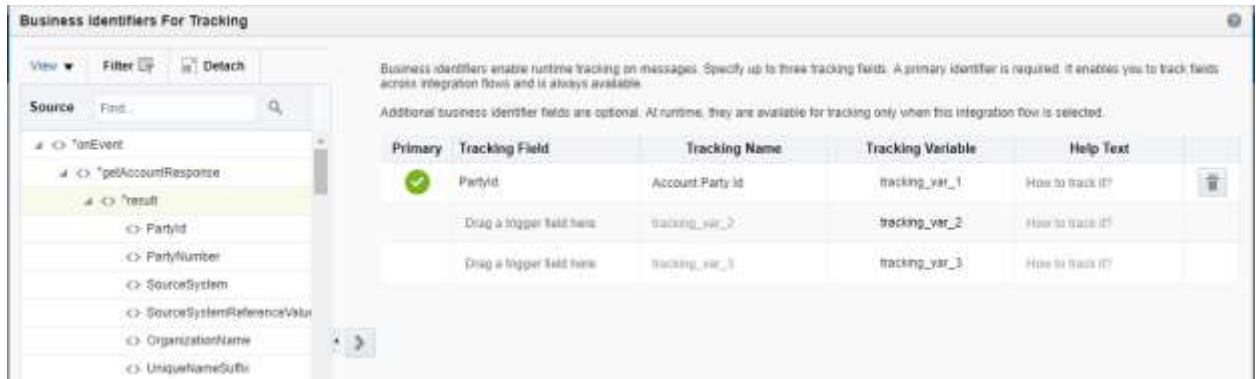 Business Identifiers For Tracking
View Filter Detach
Source Find...
Business identifiers enable runtime tracking on messages. Specify up to three tracking fields. A primary identifier is required. It enables you to track fields
across integration flows and is always available.
Additional business identifier fields are optional. At runtime, they are available for tracking only when this integration flow is selected.
<> *onEvent
<> *getAccountResponse
<> *result
<> PartyId
<> PartyNumber
<> SourceSystem
<> SourceSystemReferenceValue
<> OrganizationName
<> UniqueNameSuffix
Primary Tracking Field Tracking Name Tracking Variable Help Text
PartyId Account Party Id tracking_var_1 How to track it?
Drag a trigger field here tracking_var_2 tracking_var_2 How to track it?
Drag a trigger field here tracking_var_3 tracking_var_3 How to track it?